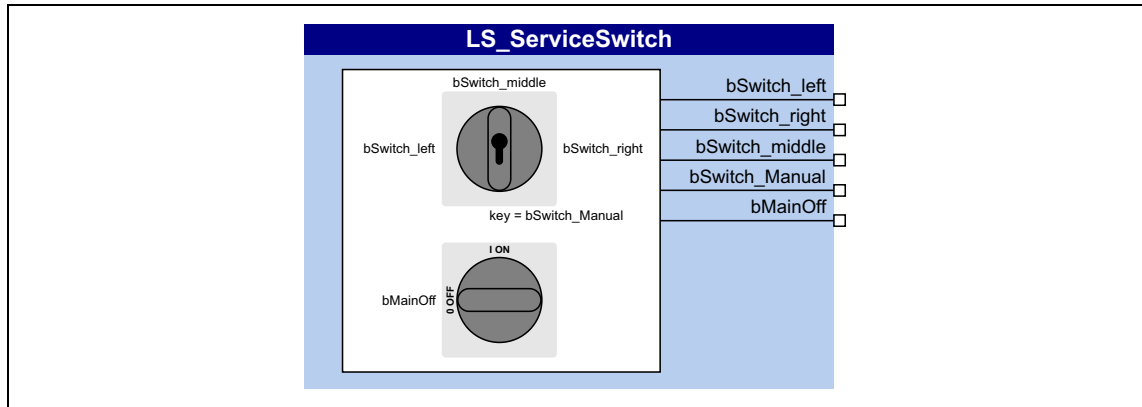 LS_ServiceSwitch
bSwitch_middle
bSwitch_left
bSwitch_right
key = bSwitch_Manual
I ON
0 OFF
bMainOff
bSwitch_left
bSwitch_right
bSwitch_middle
bSwitch_Manual
bMainOff